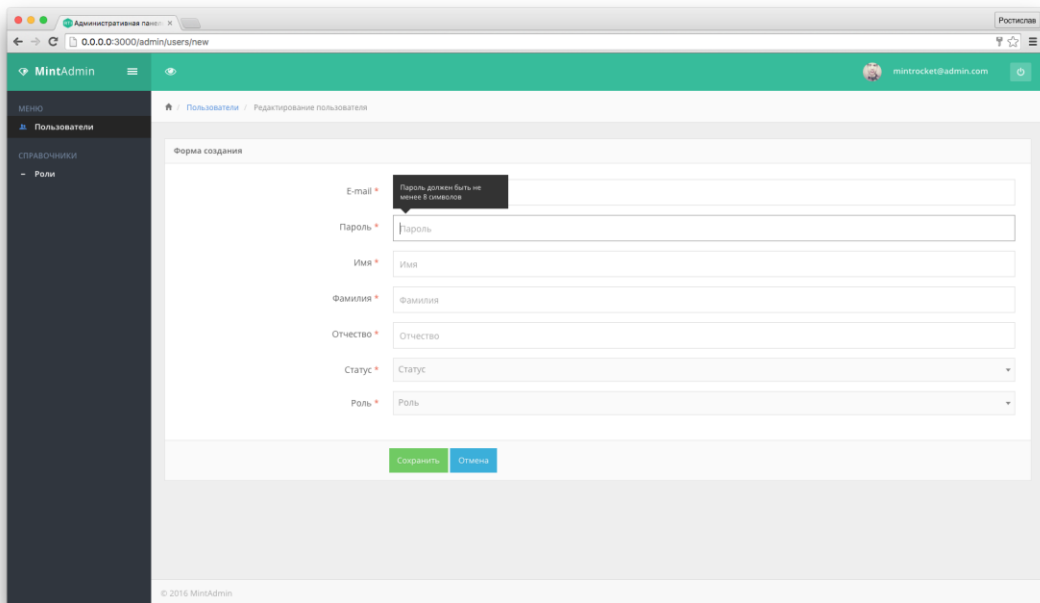 Административная панел
Ростислав
0.0.0.0:3000/admin/users/new
MintAdmin
mintrocket@admin.com
МЕНЮ
Пользователи
СПРАВОЧНИКИ
– Роли
/ Пользователи / Редактирование пользователя
Форма создания
E-mail *
Пароль должен быть не
менее 8 символов
Пароль * Пароль
Имя * Имя
Фамилия * Фамилия
Отчество * Отчество
Статус * Статус
Роль * Роль
Сохранить Отмена
© 2016 MintAdmin